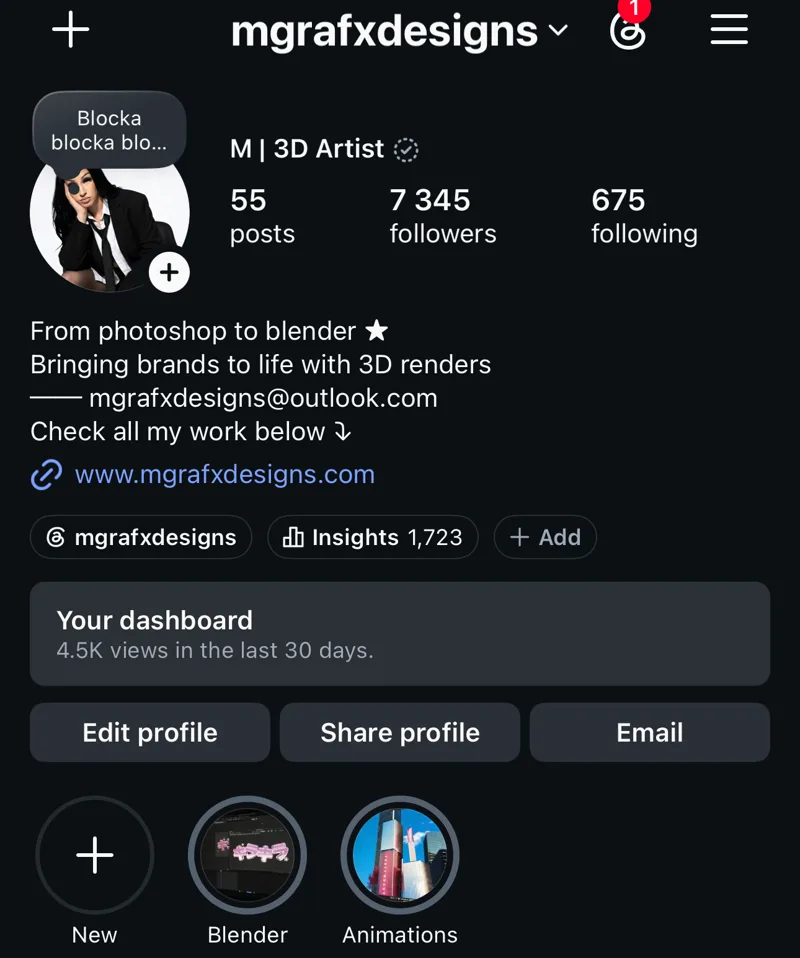 mgrafxdesigns
1
Blocka
blocka blo...
M | 3D Artist
55
posts
7 345
followers
675
following
From photoshop to blender ★
Bringing brands to life with 3D renders
—— mgrafxdesigns@outlook.com
Check all my work below ⤵
www.mgrafxdesigns.com
mgrafxdesigns
Insights 1,723
+ Add
Your dashboard
4.5K views in the last 30 days.
Edit profile
Share profile
Email
New
Blender
Animations